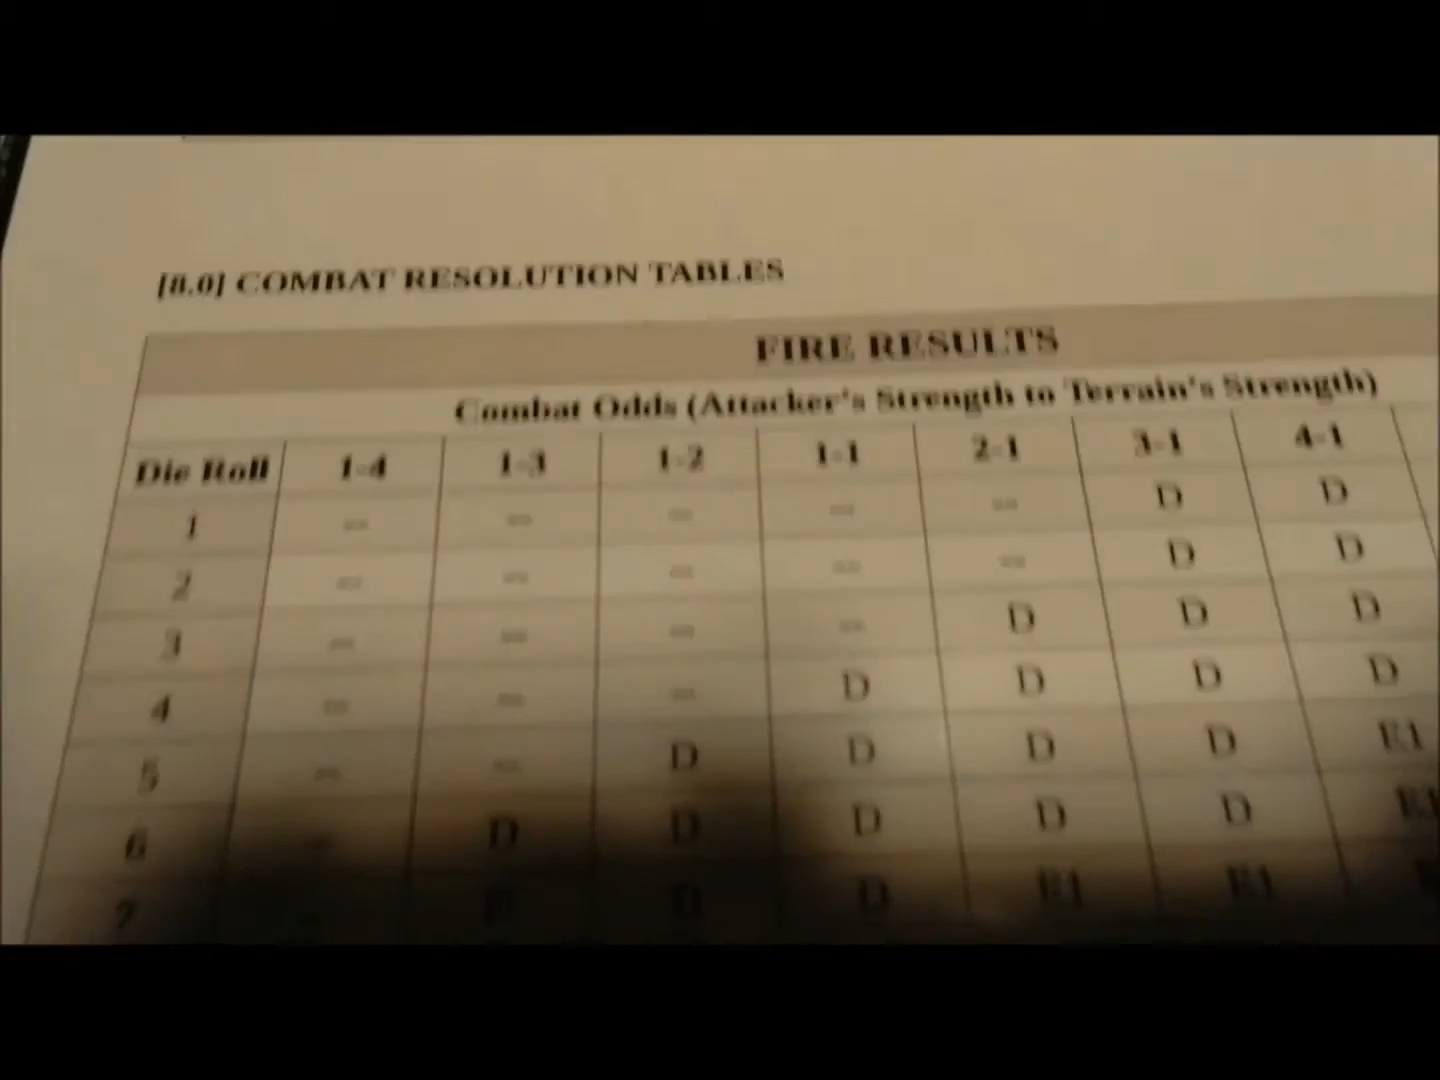 [8.0] COMBAT RESOLUTION TABLES
FIRE RESULTS
Combat Odds (Attacker's Strength to Terrain's Strength)
Die Roll 1-4 1-3 1-2 1-1 2-1 3-1 4-1
1 – – – – – D D
2 – – – – – D D
3 – – – – D D D
4 – – – D D D D
5 – – D D D D E1
6 – D D D D D E1
7 – D D D E1 E1